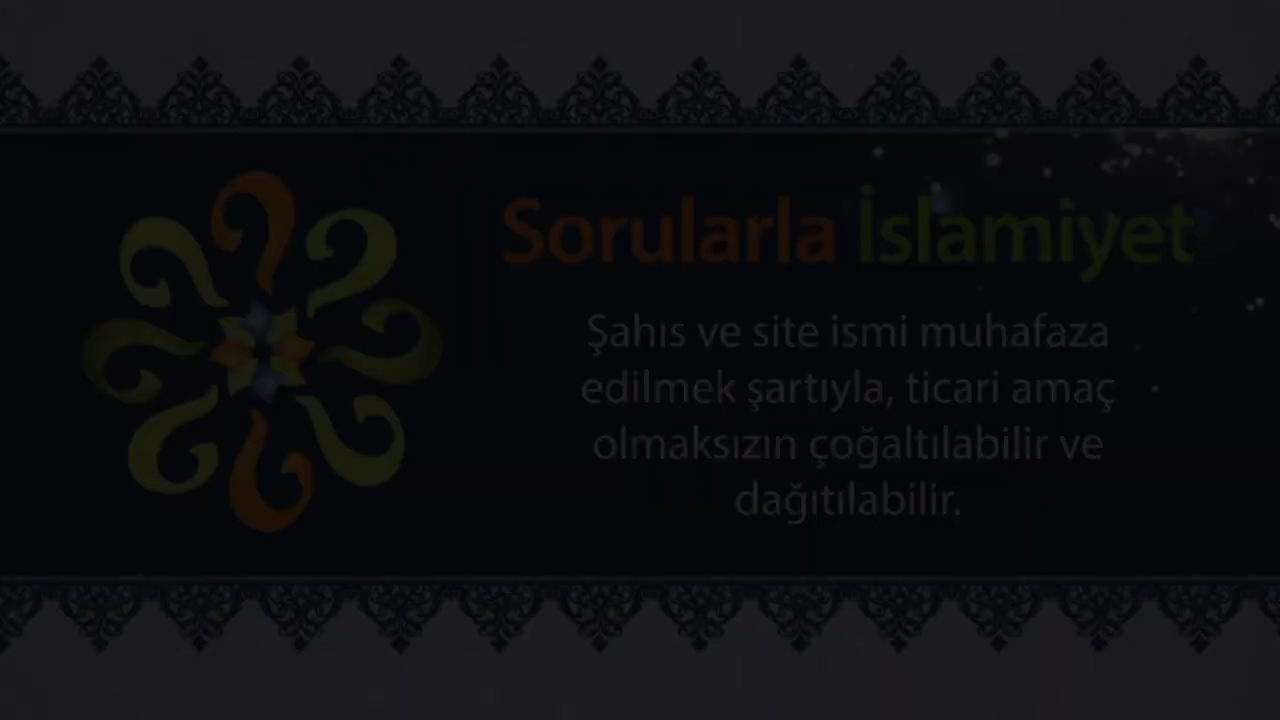 Sorularla İslamiyet
Şahıs ve site ismi muhafaza
edilmek şartıyla, ticari amaç
olmaksızın çoğaltılabilir ve
dağıtılabilir.